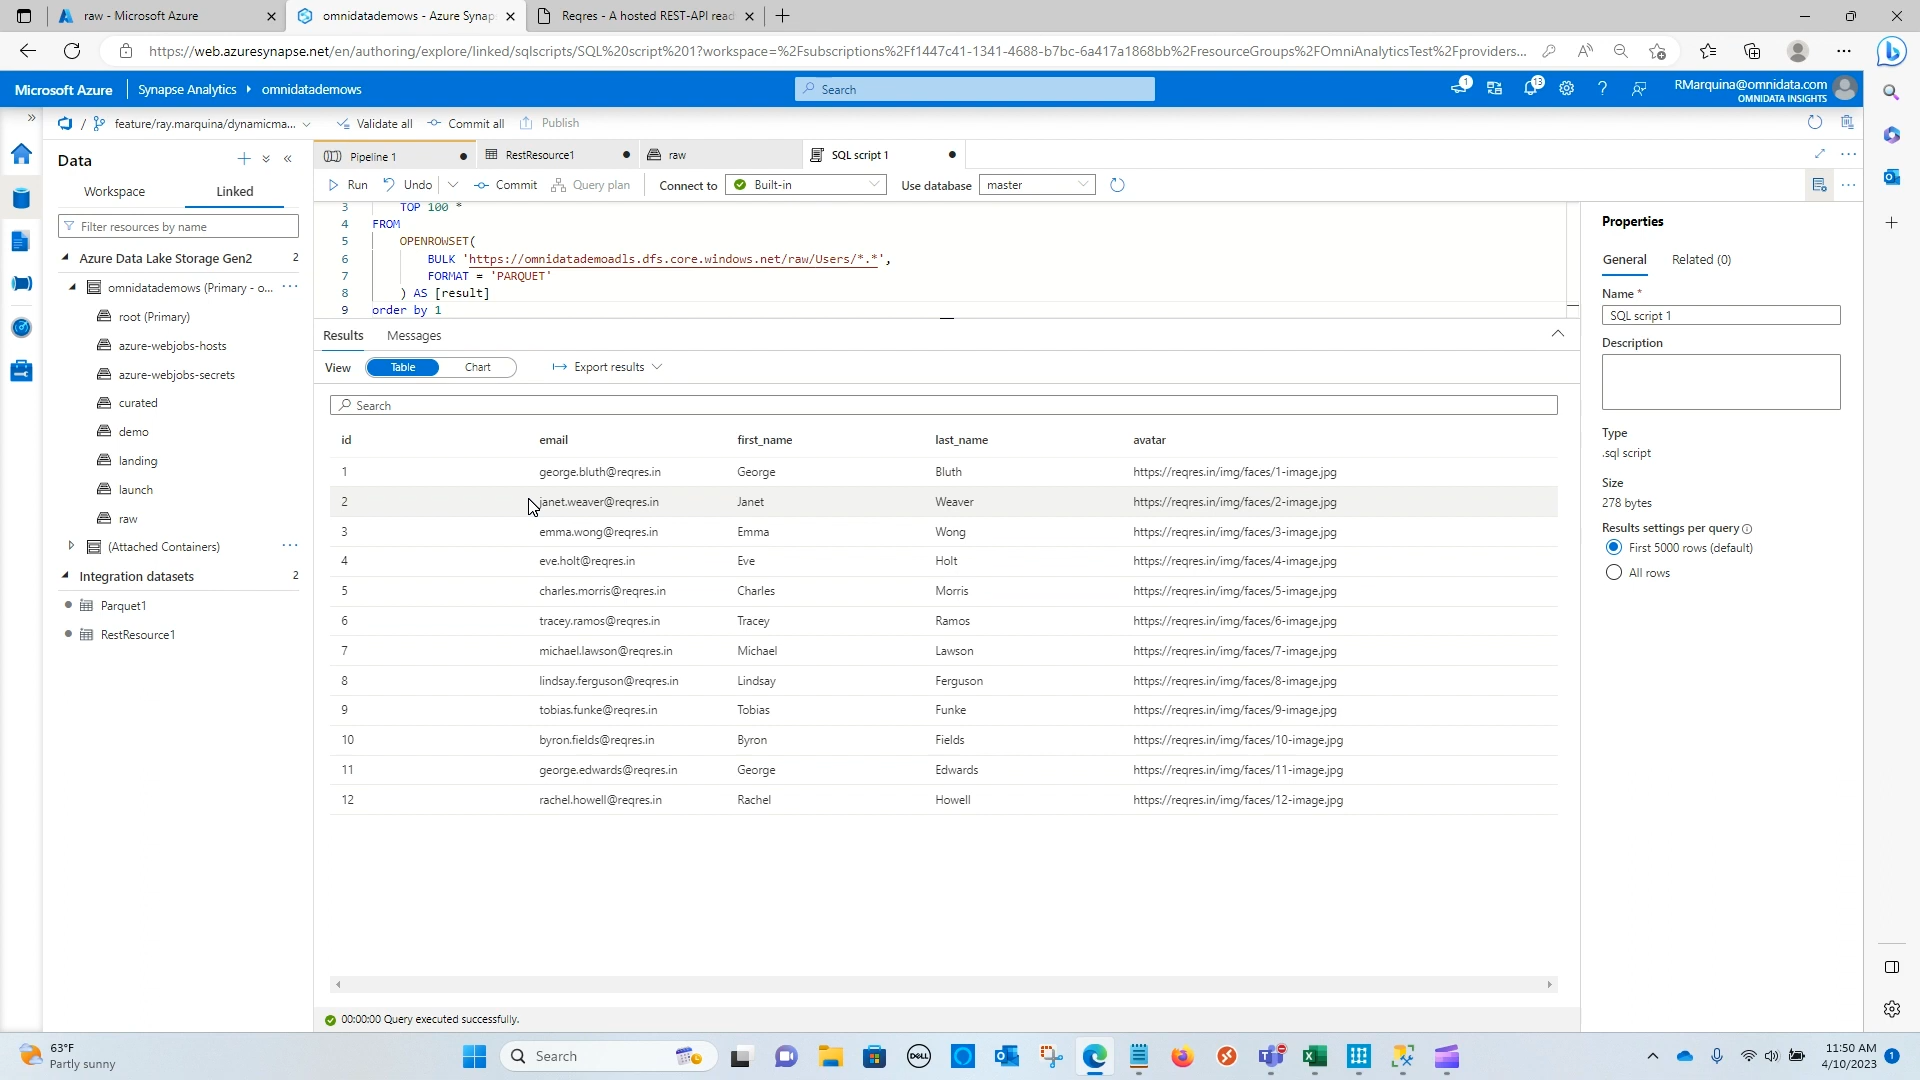 raw - Microsoft Azure
omnidatademows - Azure Synap
Reqres - A hosted REST-API read
https://web.azuresynapse.net/en/authoring/explore/linked/sqlscripts/SQL%20script%201?workspace=%2Fsubscriptions%2Ff1447c41-1341-4688-b7bc-6a417a1868bb%2FresourceGroups%2FOmniAnalyticsTest%2Fproviders...
Microsoft Azure
Synapse Analytics
omnidatademows
Search
1
13
RMarquina@omnidata.com
OMNIDATA INSIGHTS
/ feature/ray.marquina/dynamicma...
Validate all
Commit all
Publish
Data
Workspace
Linked
Filter resources by name
Azure Data Lake Storage Gen2 2
omnidatademows (Primary - o...
root (Primary)
azure-webjobs-hosts
azure-webjobs-secrets
curated
demo
landing
launch
raw
(Attached Containers)
Integration datasets 2
Parquet1
RestResource1
Pipeline 1
RestResource1
raw
SQL script 1
Run
Undo
Commit
Query plan
Connect to
Built-in
Use database
master
3 TOP 100 *
4 FROM
5 OPENROWSET(
6 BULK 'https://omnidatademoadls.dfs.core.windows.net/raw/Users/*.*',
7 FORMAT = 'PARQUET'
8 ) AS [result]
9 order by 1
Results
Messages
View
Table
Chart
Export results
Search
id email first_name last_name avatar
1 george.bluth@reqres.in George Bluth https://reqres.in/img/faces/1-image.jpg
2 janet.weaver@reqres.in Janet Weaver https://reqres.in/img/faces/2-image.jpg
3 emma.wong@reqres.in Emma Wong https://reqres.in/img/faces/3-image.jpg
4 eve.holt@reqres.in Eve Holt https://reqres.in/img/faces/4-image.jpg
5 charles.morris@reqres.in Charles Morris https://reqres.in/img/faces/5-image.jpg
6 tracey.ramos@reqres.in Tracey Ramos https://reqres.in/img/faces/6-image.jpg
7 michael.lawson@reqres.in Michael Lawson https://reqres.in/img/faces/7-image.jpg
8 lindsay.ferguson@reqres.in Lindsay Ferguson https://reqres.in/img/faces/8-image.jpg
9 tobias.funke@reqres.in Tobias Funke https://reqres.in/img/faces/9-image.jpg
10 byron.fields@reqres.in Byron Fields https://reqres.in/img/faces/10-image.jpg
11 george.edwards@reqres.in George Edwards https://reqres.in/img/faces/11-image.jpg
12 rachel.howell@reqres.in Rachel Howell https://reqres.in/img/faces/12-image.jpg
00:00:00 Query executed successfully.
Properties
General
Related (0)
Name *
SQL script 1
Description
Type
.sql script
Size
278 bytes
Results settings per query
First 5000 rows (default)
All rows
63°F
Partly sunny
Search
DELL
11:50 AM
4/10/2023
1